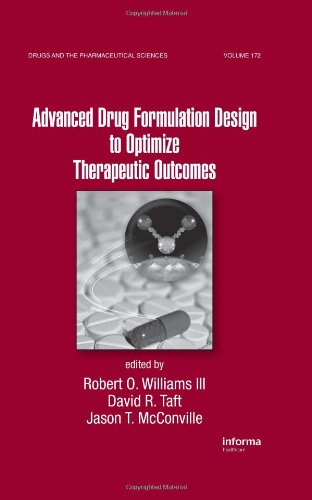 DRUGS AND THE PHARMACEUTICAL SCIENCES VOLUME 172
Advanced Drug Formulation Design
to Optimize
Therapeutic Outcomes
edited by
Robert O. Williams III
David R. Taft
Jason T. McConville
informa
healthcare